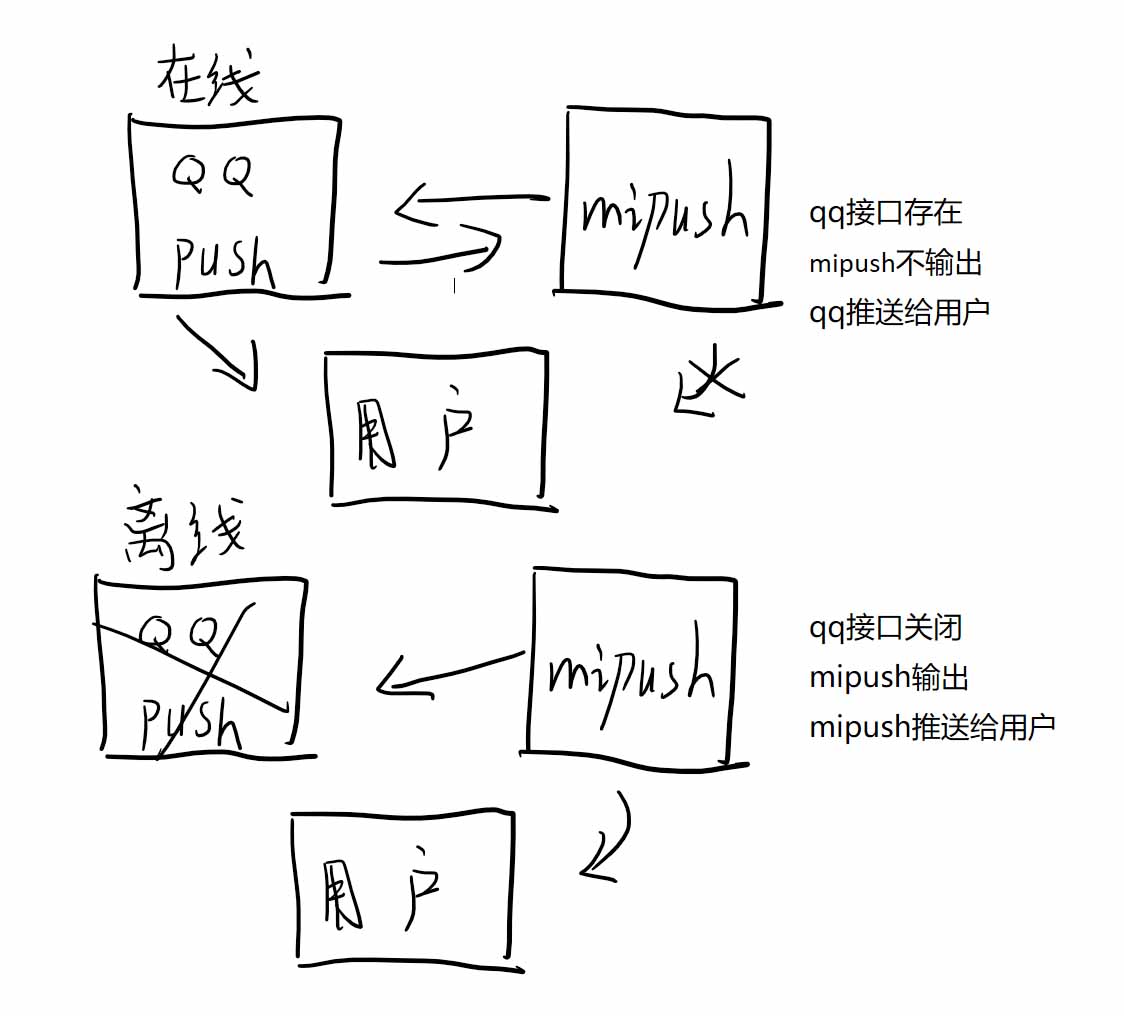 在线
QQ
push
mipush
qq接口存在
mipush不输出
qq推送给用户
用户
离线
QQ
push
mipush
qq接口关闭
mipush输出
mipush推送给用户
用户